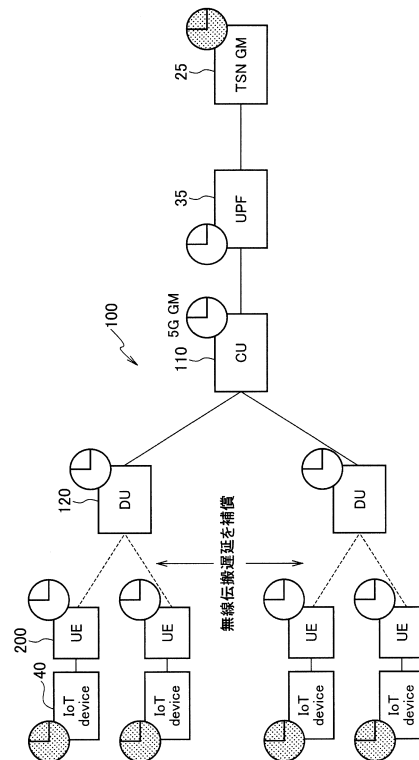 100
40
IoT
device
200
UE
120
DU
IoT
device
UE
無線伝搬遅延を補償
110
5G GM
CU
35
UPF
25
TSN GM
IoT
device
UE
DU
IoT
device
UE